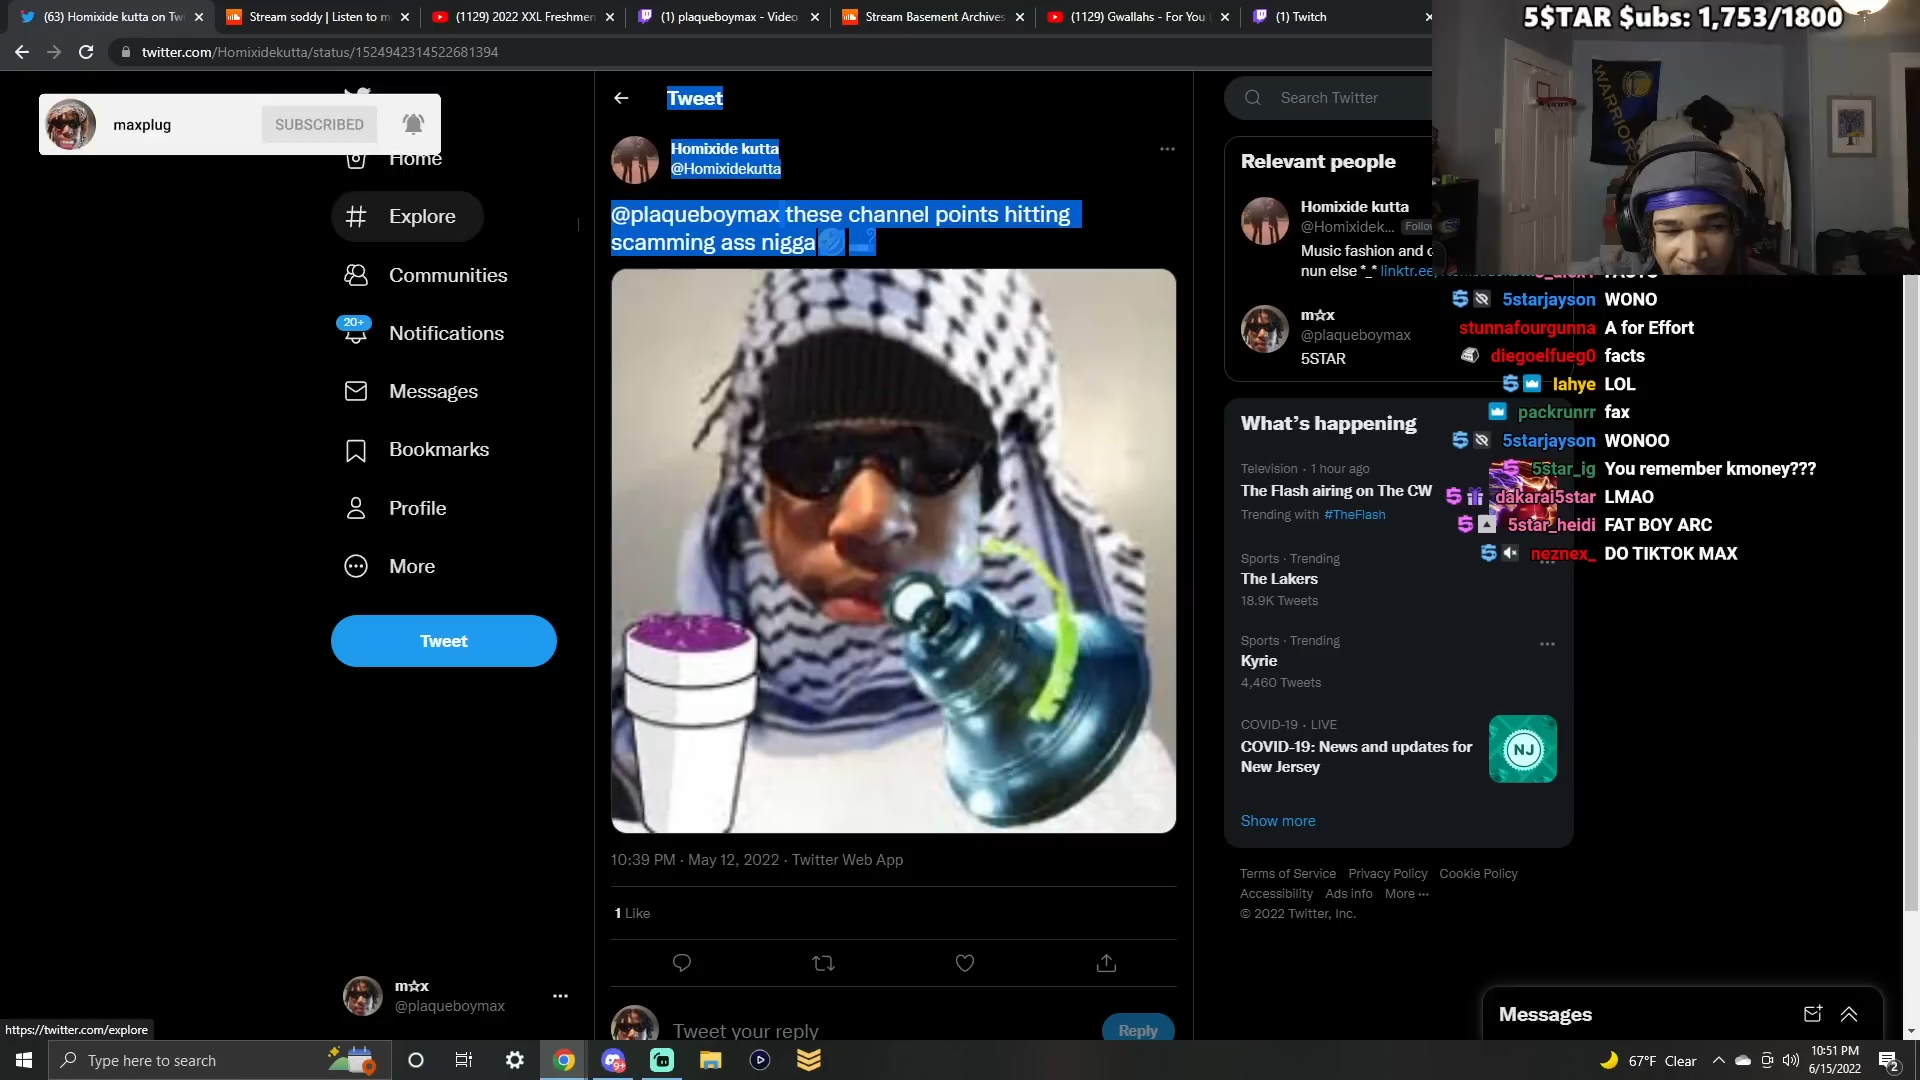 (63) Homixide kutta on Tw
Stream soddy | Listen to m
(1129) 2022 XXL Freshmen
(1) plaqueboymax - Video
Stream Basement Archives
(1129) Gwallahs - For You
(1) Twitch
twitter.com/Homixidekutta/status/1524942314522681394
5$TAR $ubs: 1,753/1800
WARRIORS
maxplug
SUBSCRIBED
Home
Explore
Communities
20+
Notifications
Messages
Bookmarks
Profile
More
Tweet
m☆x
@plaqueboymax
https://twitter.com/explore
Tweet
Homixide kutta
@Homixidekutta
@plaqueboymax these channel points hitting
scamming ass nigga
10:39 PM · May 12, 2022 · Twitter Web App
1 Like
Tweet your reply
Reply
Search Twitter
Relevant people
Homixide kutta
@Homixidek...
Follow
Music fashion and
nun else *_* linktr.ee/
m☆x
@plaqueboymax
5STAR
What's happening
Television · 1 hour ago
The Flash airing on The CW
Trending with #TheFlash
Sports · Trending
The Lakers
18.9K Tweets
Sports · Trending
Kyrie
4,460 Tweets
COVID-19 · LIVE
COVID-19: News and updates for
New Jersey
NJ
Show more
Terms of Service Privacy Policy Cookie Policy
Accessibility Ads info More ···
© 2022 Twitter, Inc.
5starjayson WONO
stunnafourgunna A for Effort
diegoelfueg0 facts
lahye LOL
packrunrr fax
5starjayson WONOO
5star_ig You remember kmoney???
dakarai5star LMAO
5star_heidi FAT BOY ARC
neznex_ DO TIKTOK MAX
Messages
Type here to search
9+
67°F Clear
10:51 PM
6/15/2022
2